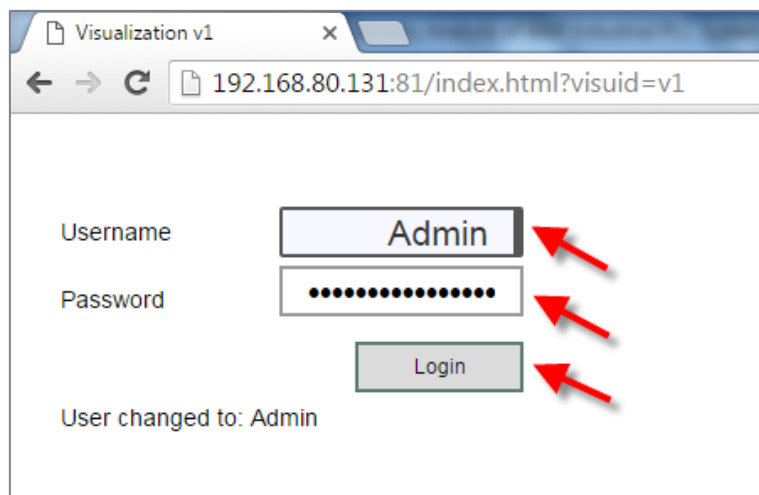 Visualization v1
192.168.80.131:81/index.html?visuid=v1
Username Admin
Password ••••••••••••••••
Login
User changed to: Admin